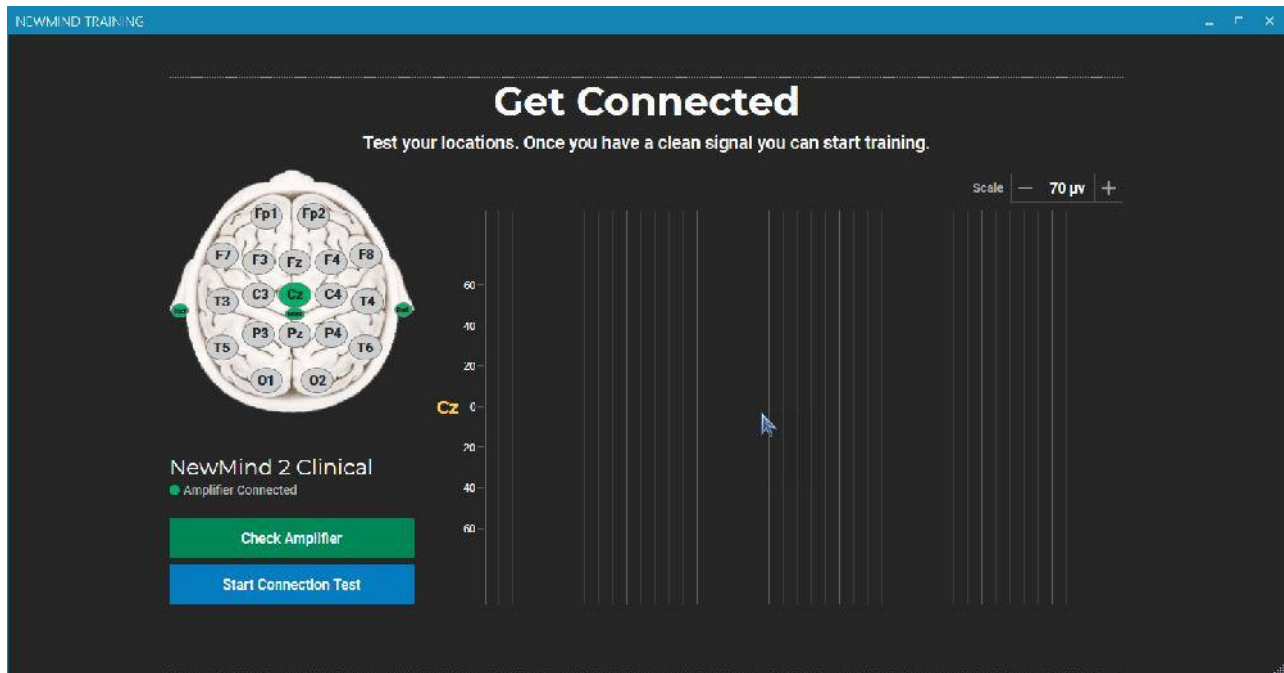 NEWMIND TRAINING
Get Connected
Test your locations. Once you have a clean signal you can start training.
Scale — 70 μv +
Fp1 Fp2
F7 F3 Fz F4 F8
T3 C3 Cz C4 T4
T5 P3 Pz P4 T6
O1 O2
60
40
20
Cz 0
20
40
60
NewMind 2 Clinical
Amplifier Connected
Check Amplifier
Start Connection Test